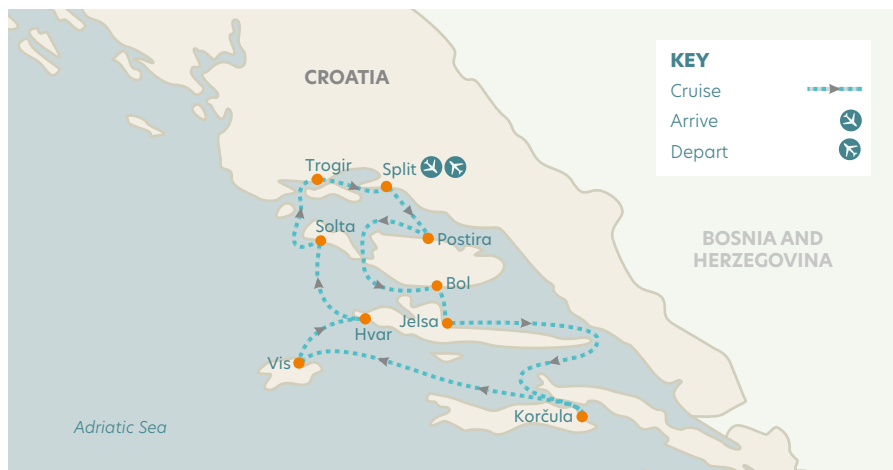 CROATIA
KEY
Cruise
Arrive
Depart
Trogir
Split
Solta
Postira
BOSNIA AND
HERZEGOVINA
Bol
Jelsa
Hvar
Vis
Korčula
Adriatic Sea